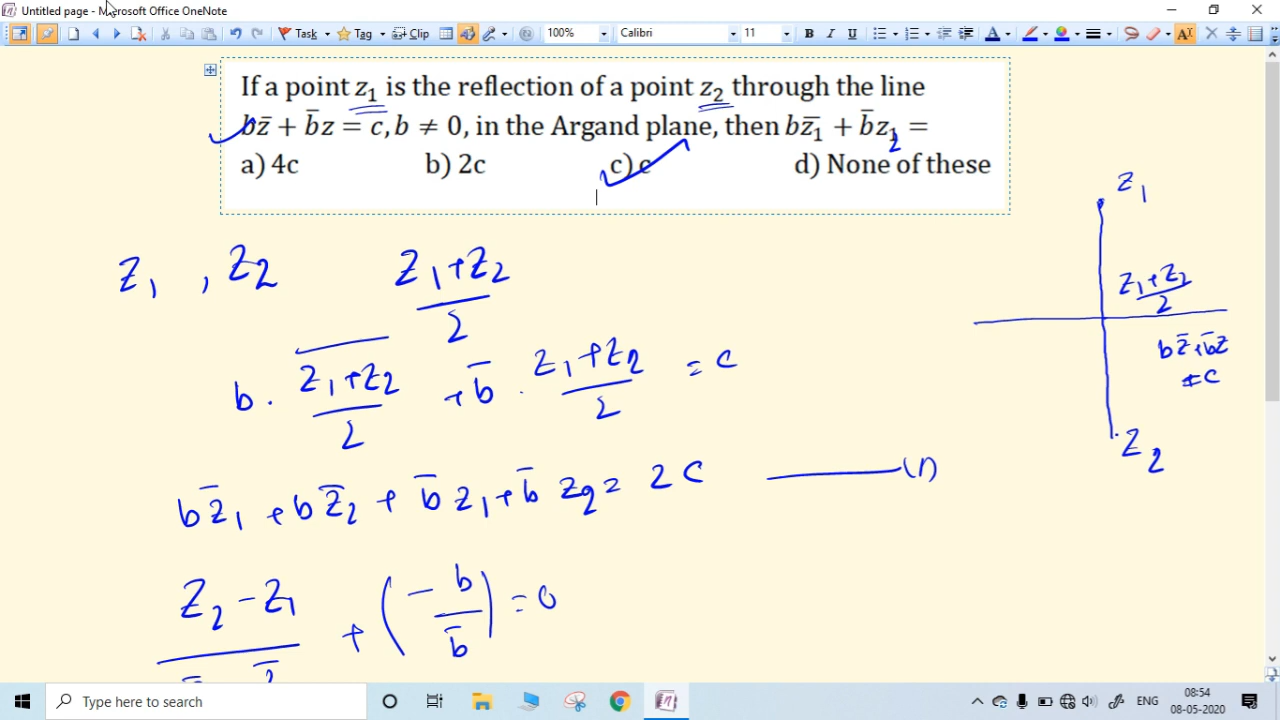 Untitled page - Microsoft Office OneNote
Task Tag Clip 100% Calibri 11 B I U
If a point z₁ is the reflection of a point z₂ through the line
bz̄ + b̄z = c, b ≠ 0, in the Argand plane, then bz̄₁ + b̄z₂ =
a) 4c b) 2c c) c d) None of these
z₁
z₁ , z₂ (z₁+z₂)/2
(z₁+z₂)/2
bz̄+b̄z
= c
b · \overline{z₁+z₂}/2 + b̄ · (z₁+z₂)/2 = c
z₂
bz̄₁ + bz̄₂ + b̄z₁ + b̄z₂ = 2c —— (1)
z₂ − z₁ + (− b/b̄) = 0
Type here to search
ENG
08:54
08-05-2020